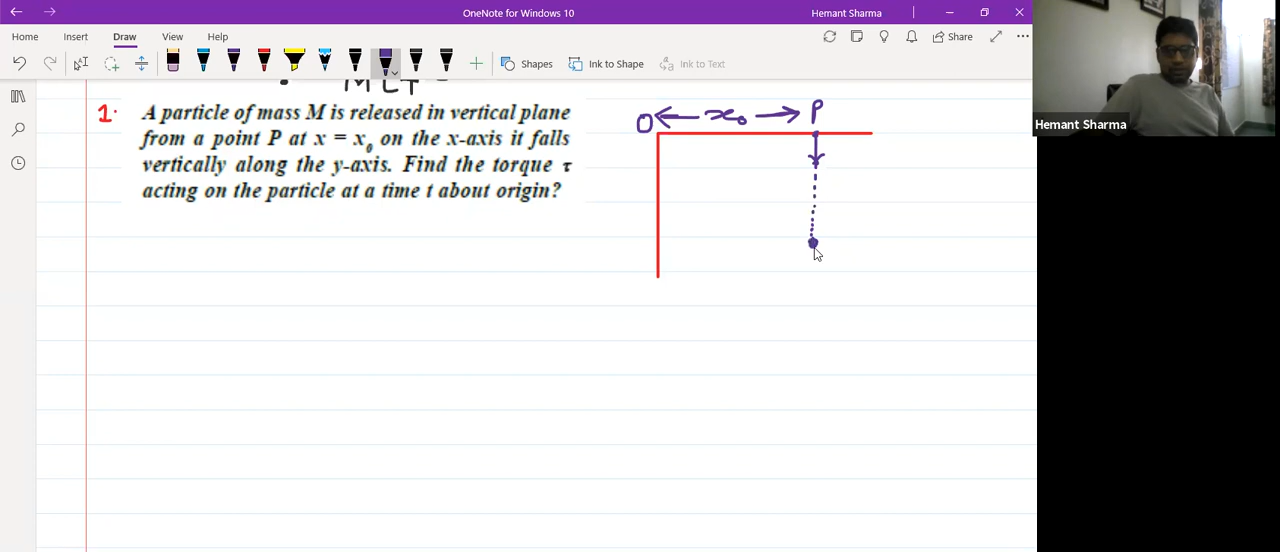 OneNote for Windows 10
Hemant Sharma
Home
Insert
Draw
View
Help
Share
Shapes
Ink to Shape
Ink to Text
MLT
1. A particle of mass M is released in vertical plane
from a point P at x = x₀ on the x-axis it falls
vertically along the y-axis. Find the torque τ
acting on the particle at a time t about origin?
O x₀ P
Hemant Sharma